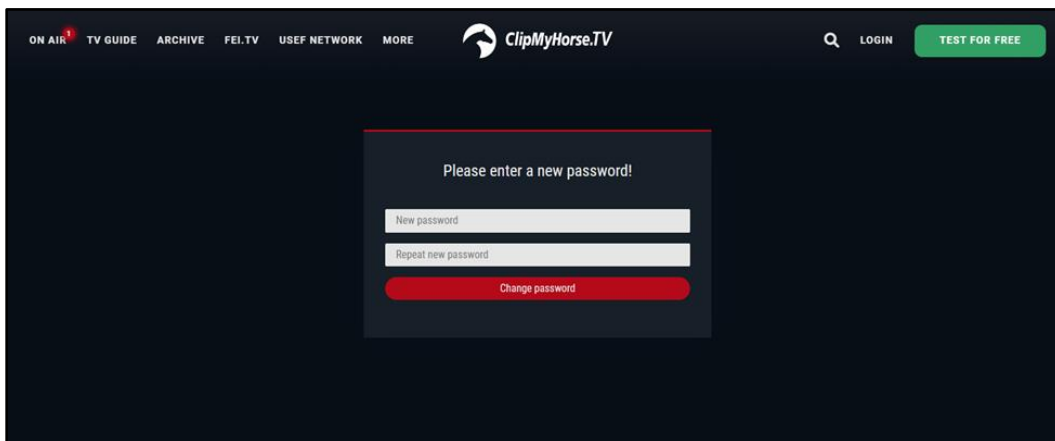 ON AIR 1 TV GUIDE ARCHIVE FEI.TV USEF NETWORK MORE ClipMyHorse.TV LOGIN TEST FOR FREE
Please enter a new password!
New password
Repeat new password
Change password